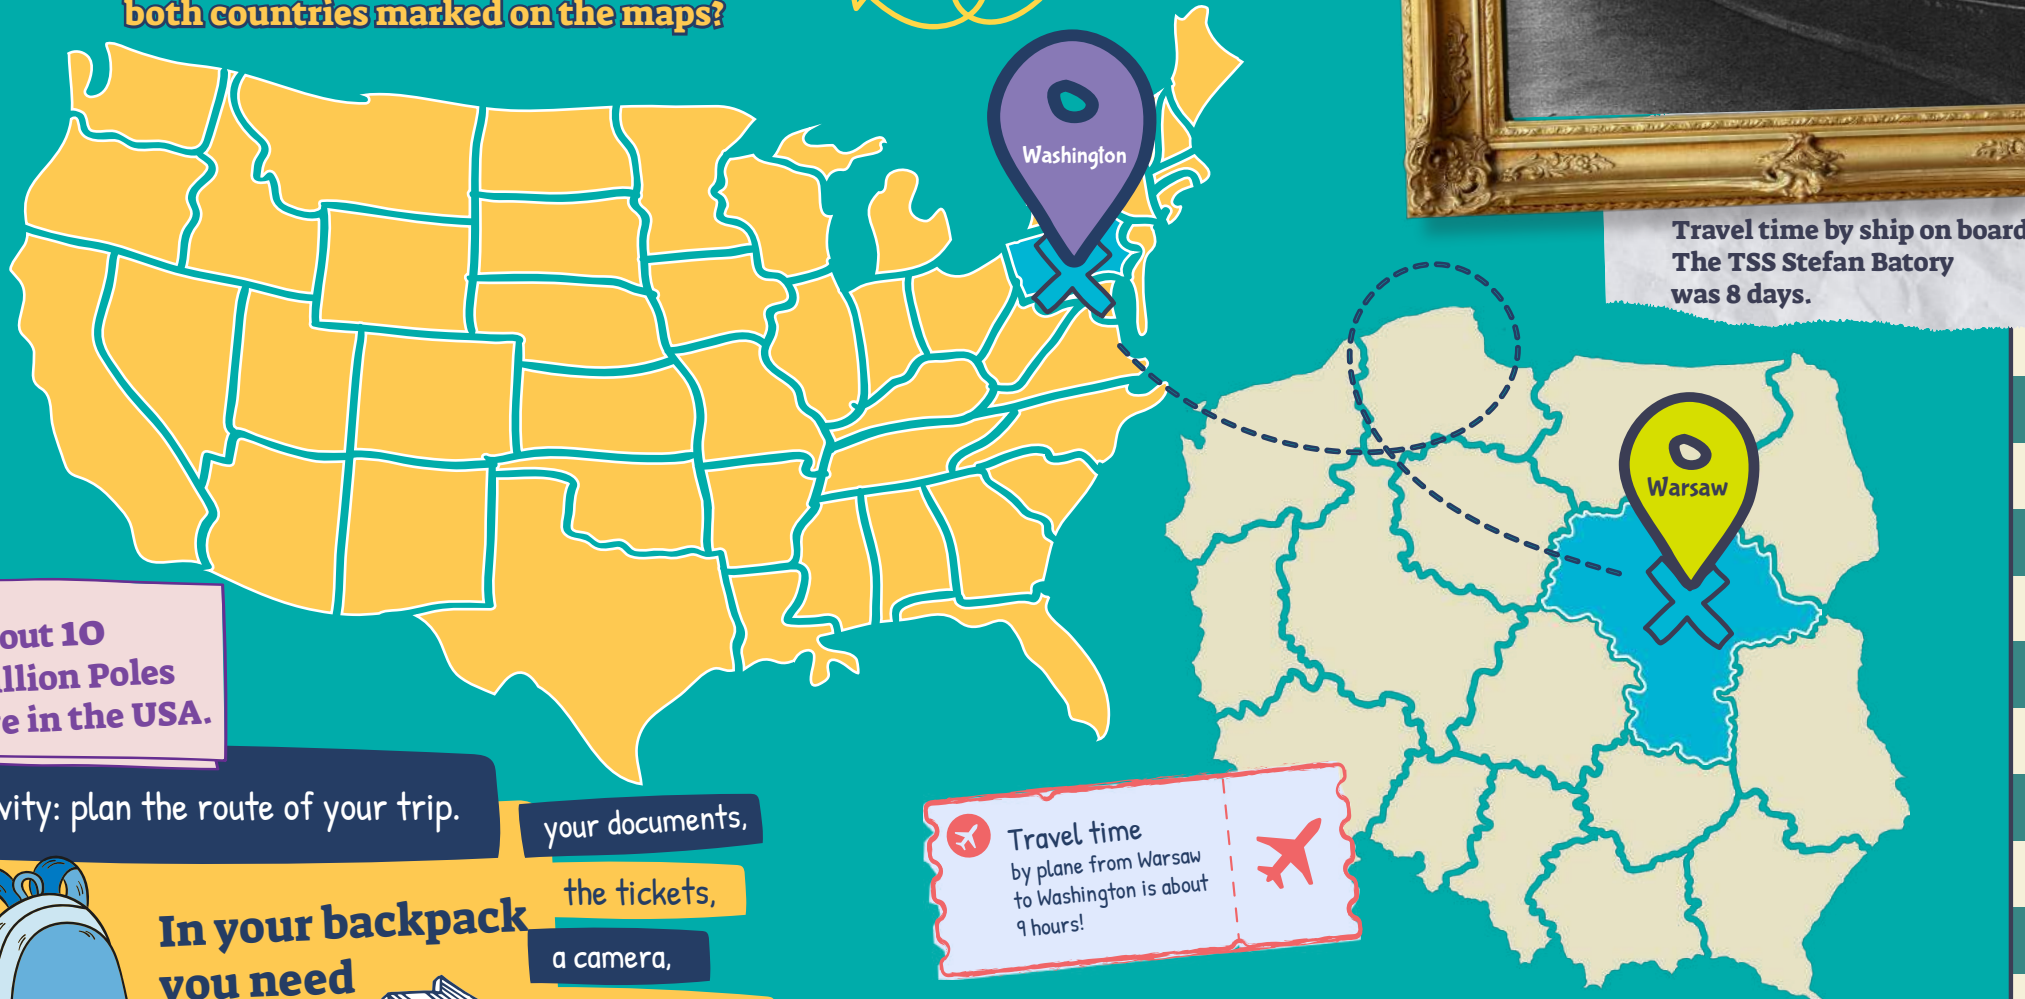 both countries marked on the maps?
Washington
Travel time by ship on board
The TSS Stefan Batory
was 8 days.
Warsaw
out 10
illion Poles
e in the USA.
vity: plan the route of your trip.
your documents,
the tickets,
a camera,
In your backpack
you need
Travel time
by plane from Warsaw
to Washington is about
9 hours!